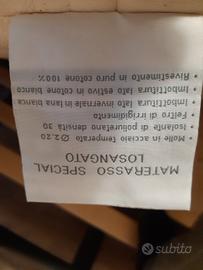 MATERASSO SPECIAL
LOSANGATO
• Molle in acciaio temperato Ø 2,20
• Isolante di poliuretano densità 30
• Feltro di irrigidimento
• Imbottitura lato invernale in lana bianca
• Imbottitura lato estivo in cotone bianco
• Rivestimento in puro cotone 100%
subito